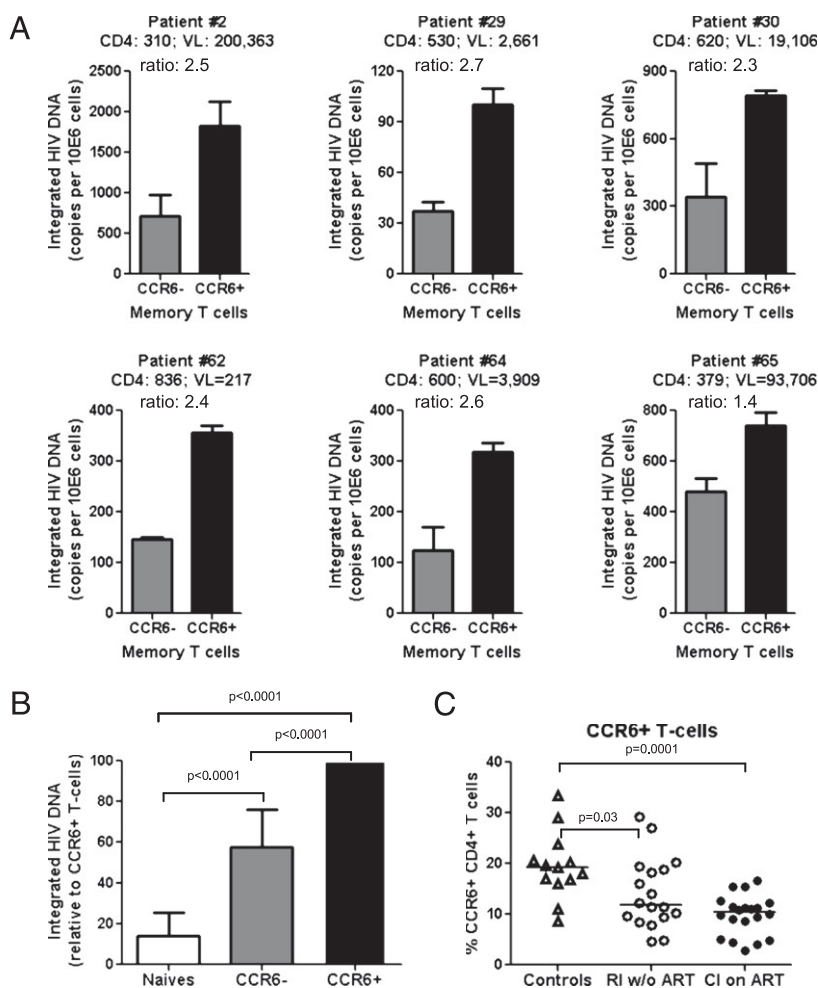 A
Patient #2
CD4: 310; VL: 200,363
ratio: 2.5
Integrated HIV DNA
(copies per 10E6 cells)
2500
2000
1500
1000
500
0
CCR6- CCR6+
Memory T cells
Patient #29
CD4: 530; VL: 2,661
ratio: 2.7
Integrated HIV DNA
(copies per 10E6 cells)
120
90
60
30
0
CCR6- CCR6+
Memory T cells
Patient #30
CD4: 620; VL: 19,106
ratio: 2.3
Integrated HIV DNA
(copies per 10E6 cells)
900
600
300
0
CCR6- CCR6+
Memory T cells
Patient #62
CD4: 836; VL=217
ratio: 2.4
Integrated HIV DNA
(copies per 10E6 cells)
400
300
200
100
0
CCR6- CCR6+
Memory T cells
Patient #64
CD4: 600; VL=3,909
ratio: 2.6
Integrated HIV DNA
(copies per 10E6 cells)
400
300
200
100
0
CCR6- CCR6+
Memory T cells
Patient #65
CD4: 379; VL=93,706
ratio: 1.4
Integrated HIV DNA
(copies per 10E6 cells)
800
600
400
200
0
CCR6- CCR6+
Memory T cells
B
p<0.0001
p<0.0001
p<0.0001
Integrated HIV DNA
(relative to CCR6+ T-cells)
100
80
60
40
20
0
Naives CCR6- CCR6+
C
CCR6+ T-cells
p=0.0001
p=0.03
% CCR6+ CD4+ T cells
40
30
20
10
0
Controls RI w/o ART CI on ART